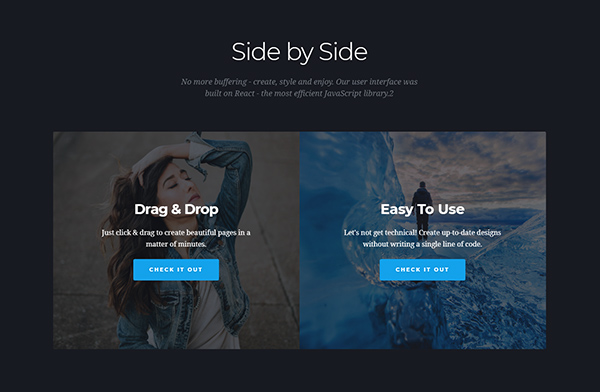 Side by Side
No more buffering - create, style and enjoy. Our user interface was
built on React - the most efficient JavaScript library.2
Drag & Drop
Just click & drag to create beautiful pages in a
matter of minutes.
CHECK IT OUT
Easy To Use
Let's not get technical! Create up-to-date designs
without writing a single line of code.
CHECK IT OUT